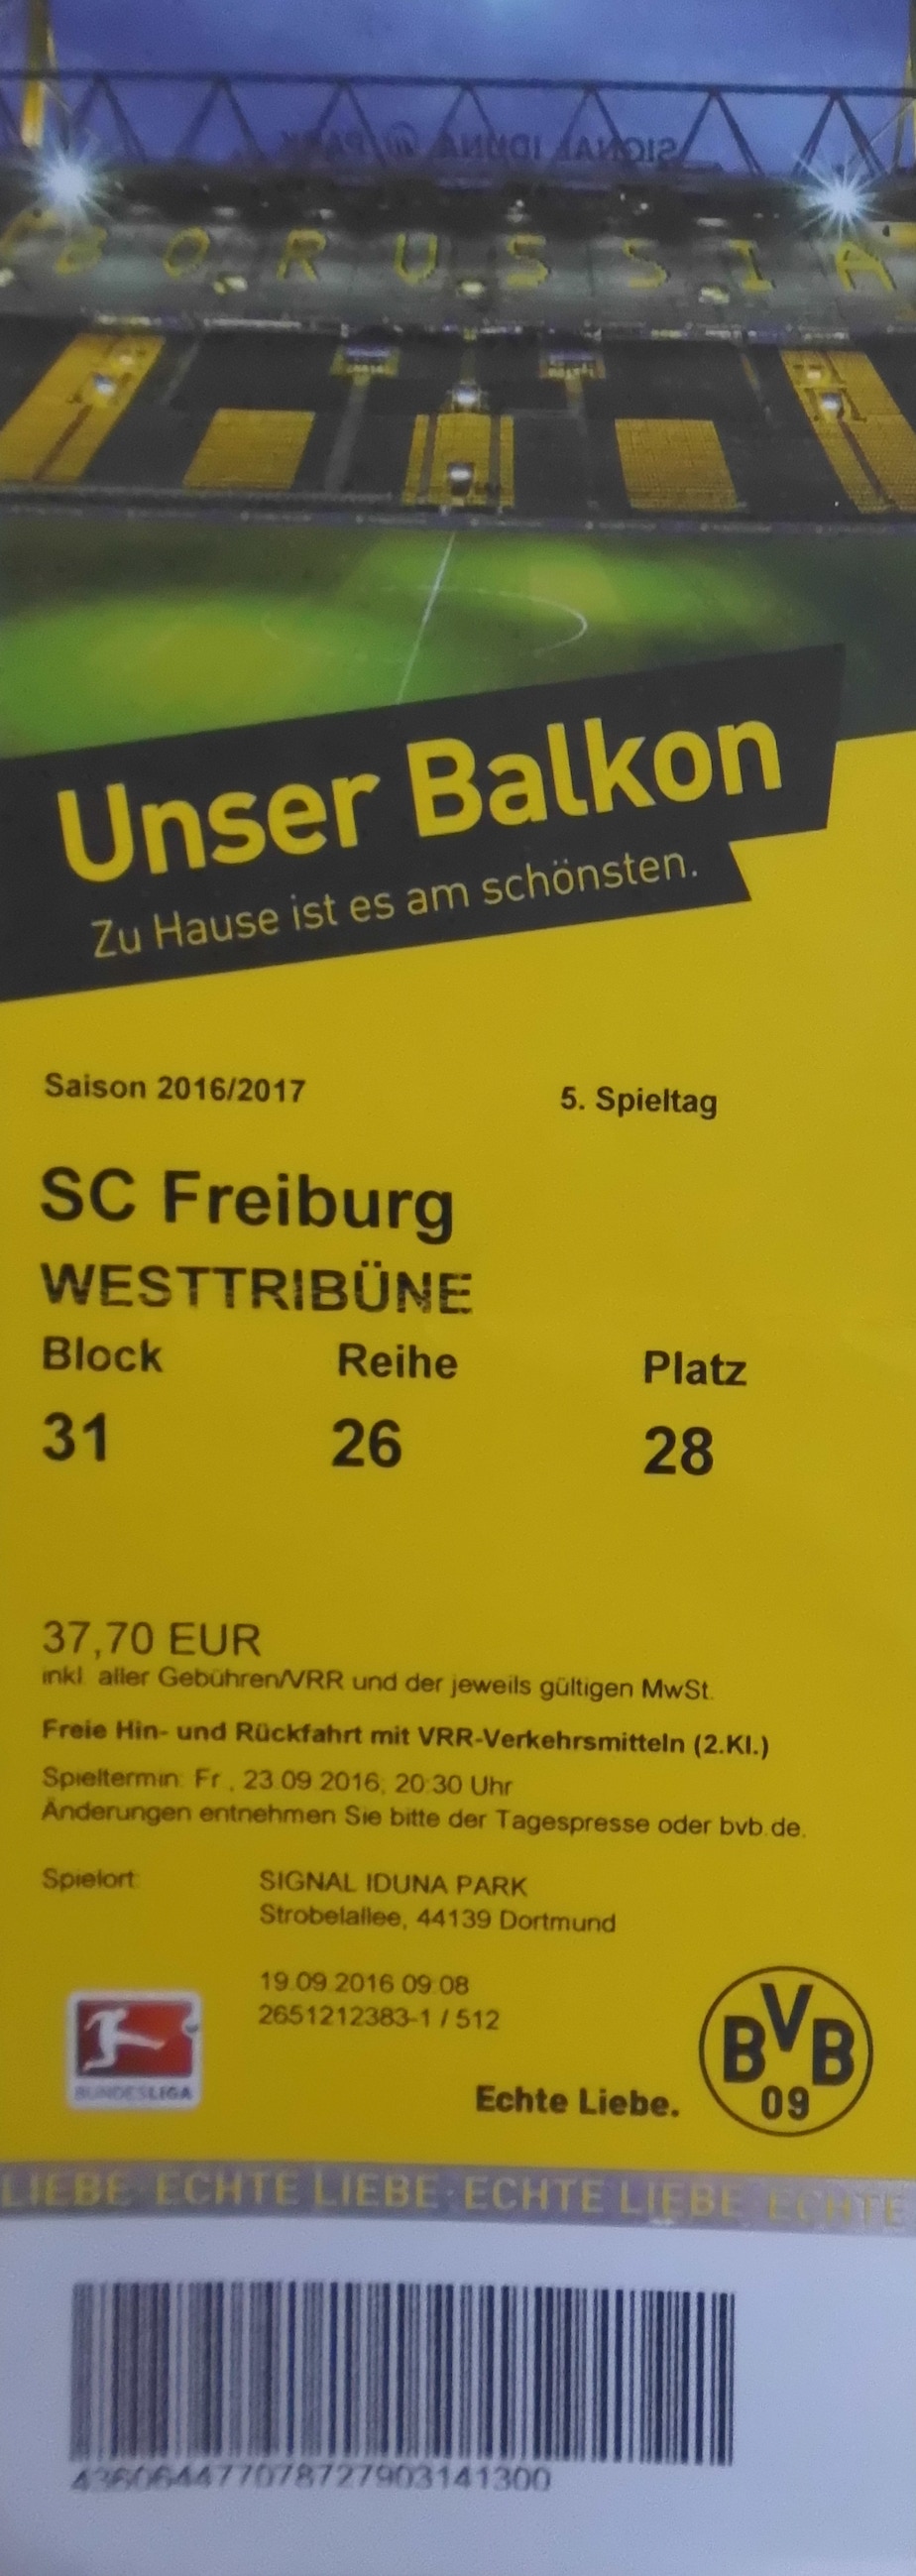 SIGNAL IDUNA PARK
BORUSSIA
Unser Balkon
Zu Hause ist es am schönsten.
Saison 2016/2017 5. Spieltag
SC Freiburg
WESTTRIBÜNE
Block Reihe Platz
31 26 28
37,70 EUR
inkl. aller Gebühren/VRR und der jeweils gültigen MwSt.
Freie Hin- und Rückfahrt mit VRR-Verkehrsmitteln (2.Kl.)
Spieltermin: Fr., 23.09.2016, 20:30 Uhr
Änderungen entnehmen Sie bitte der Tagespresse oder bvb.de.
Spielort: SIGNAL IDUNA PARK
Strobelallee, 44139 Dortmund
19.09.2016 09:08
2651212383-1 / 512
BUNDESLIGA
Echte Liebe.
BVB
09
LIEBE · ECHTE LIEBE · ECHTE LIEBE · ECHTE
436064477078727903141300